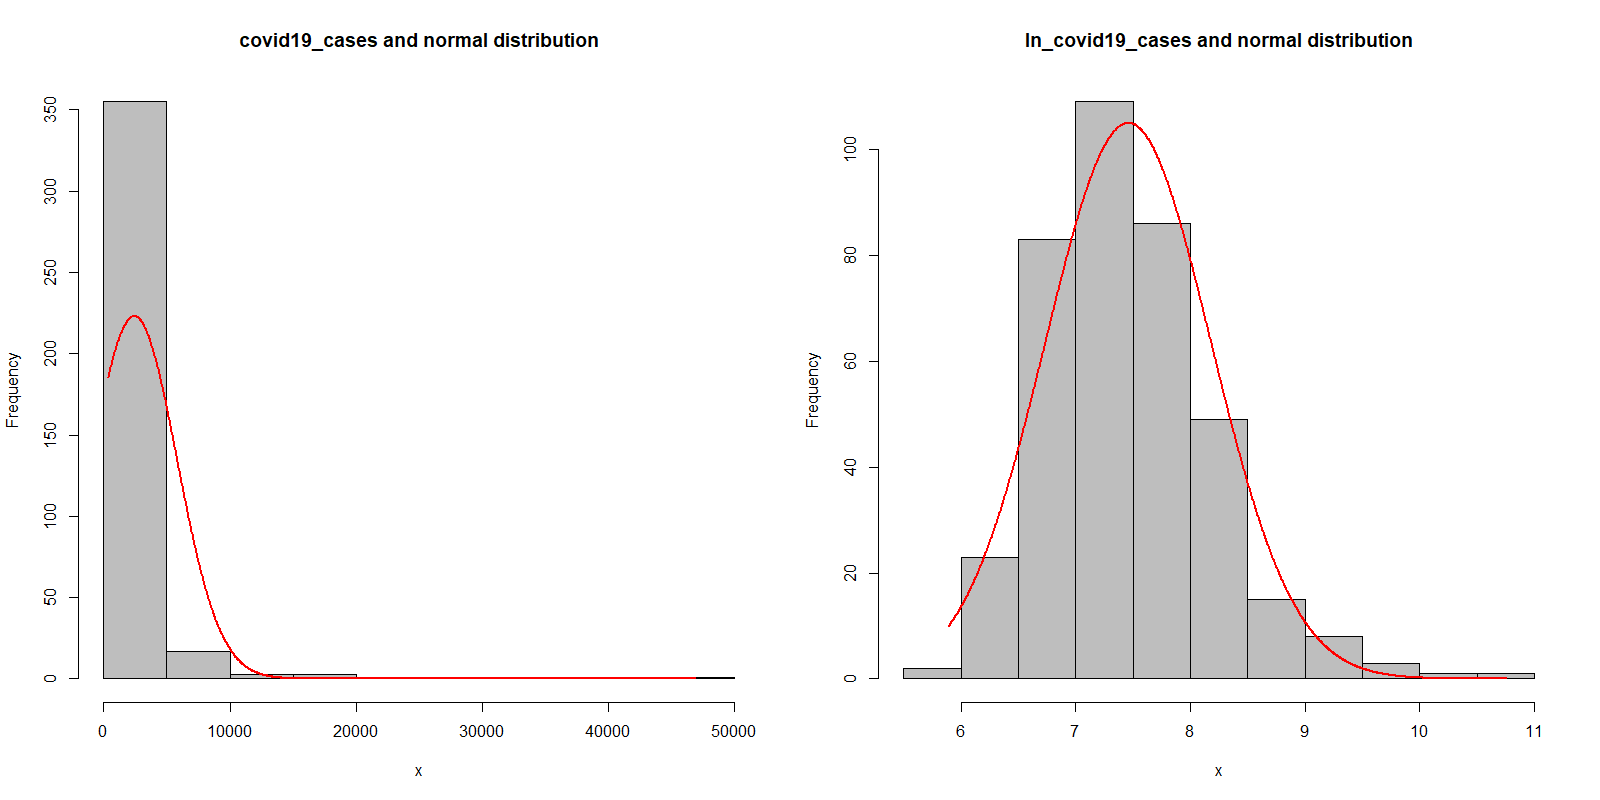 covid19_cases and normal distribution
Frequency
0
50
100
150
200
250
300
350
0 10000 20000 30000 40000 50000
x
ln_covid19_cases and normal distribution
Frequency
0
20
40
60
80
100
6 7 8 9 10 11
x